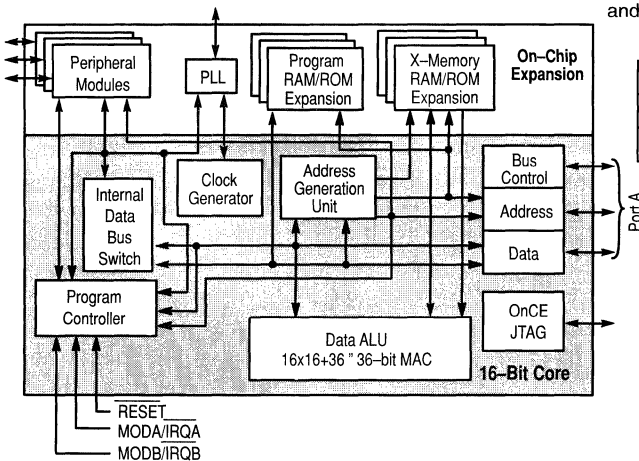 and
Peripheral
Modules
PLL
Program
RAM/ROM
Expansion
X–Memory
RAM/ROM
Expansion
On–Chip
Expansion
Internal
Data
Bus
Switch
Clock
Generator
Address
Generation
Unit
Bus
Control
Address
Data
Port A
Program
Controller
Data ALU
16x16+36 " 36–bit MAC
OnCE
JTAG
16–Bit Core
RESET
MODA/IRQA
MODB/IRQB